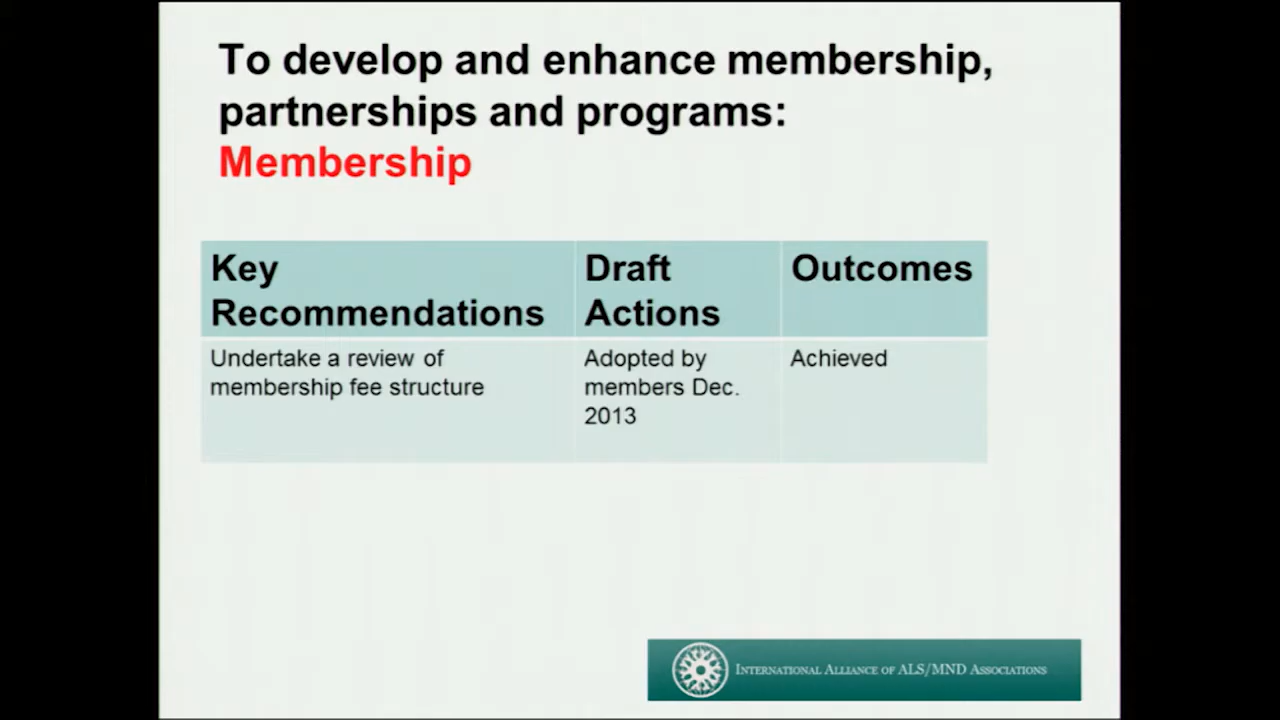 To develop and enhance membership,
partnerships and programs:
Membership
Key
Recommendations
Draft
Actions
Outcomes
Undertake a review of
membership fee structure
Adopted by
members Dec.
2013
Achieved
INTERNATIONAL ALLIANCE OF ALS/MND ASSOCIATIONS